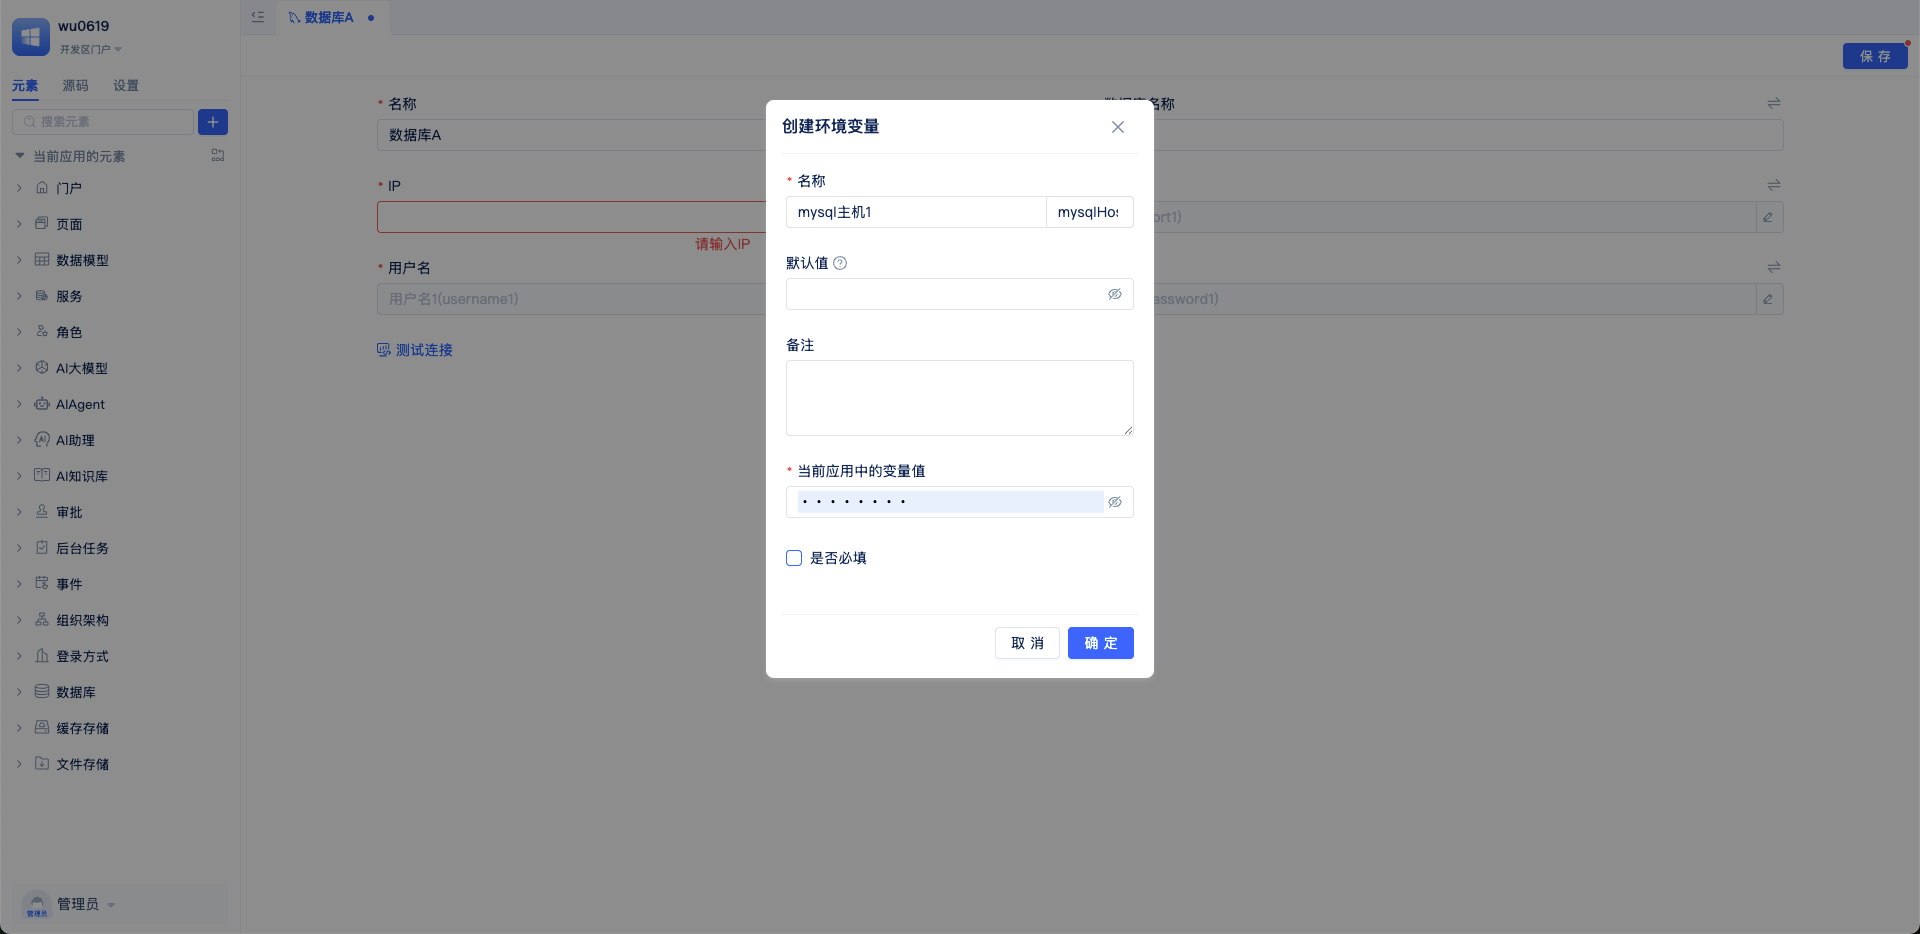 wu0619
开发区门户
元素 源码 设置
搜索元素
当前应用的元素
门户
页面
数据模型
服务
角色
AI大模型
AIAgent
AI助理
AI知识库
审批
后台任务
事件
组织架构
登录方式
数据库
缓存存储
文件存储
管理员
管理员
数据库A
保 存
* 名称
数据库A
* IP
请输入IP
* 用户名
用户名1(username1)
测试连接
数据库名称
ort1)
assword1)
创建环境变量
* 名称
mysql主机1 mysqlHos
默认值
备注
* 当前应用中的变量值
••••••••
是否必填
取 消 确 定